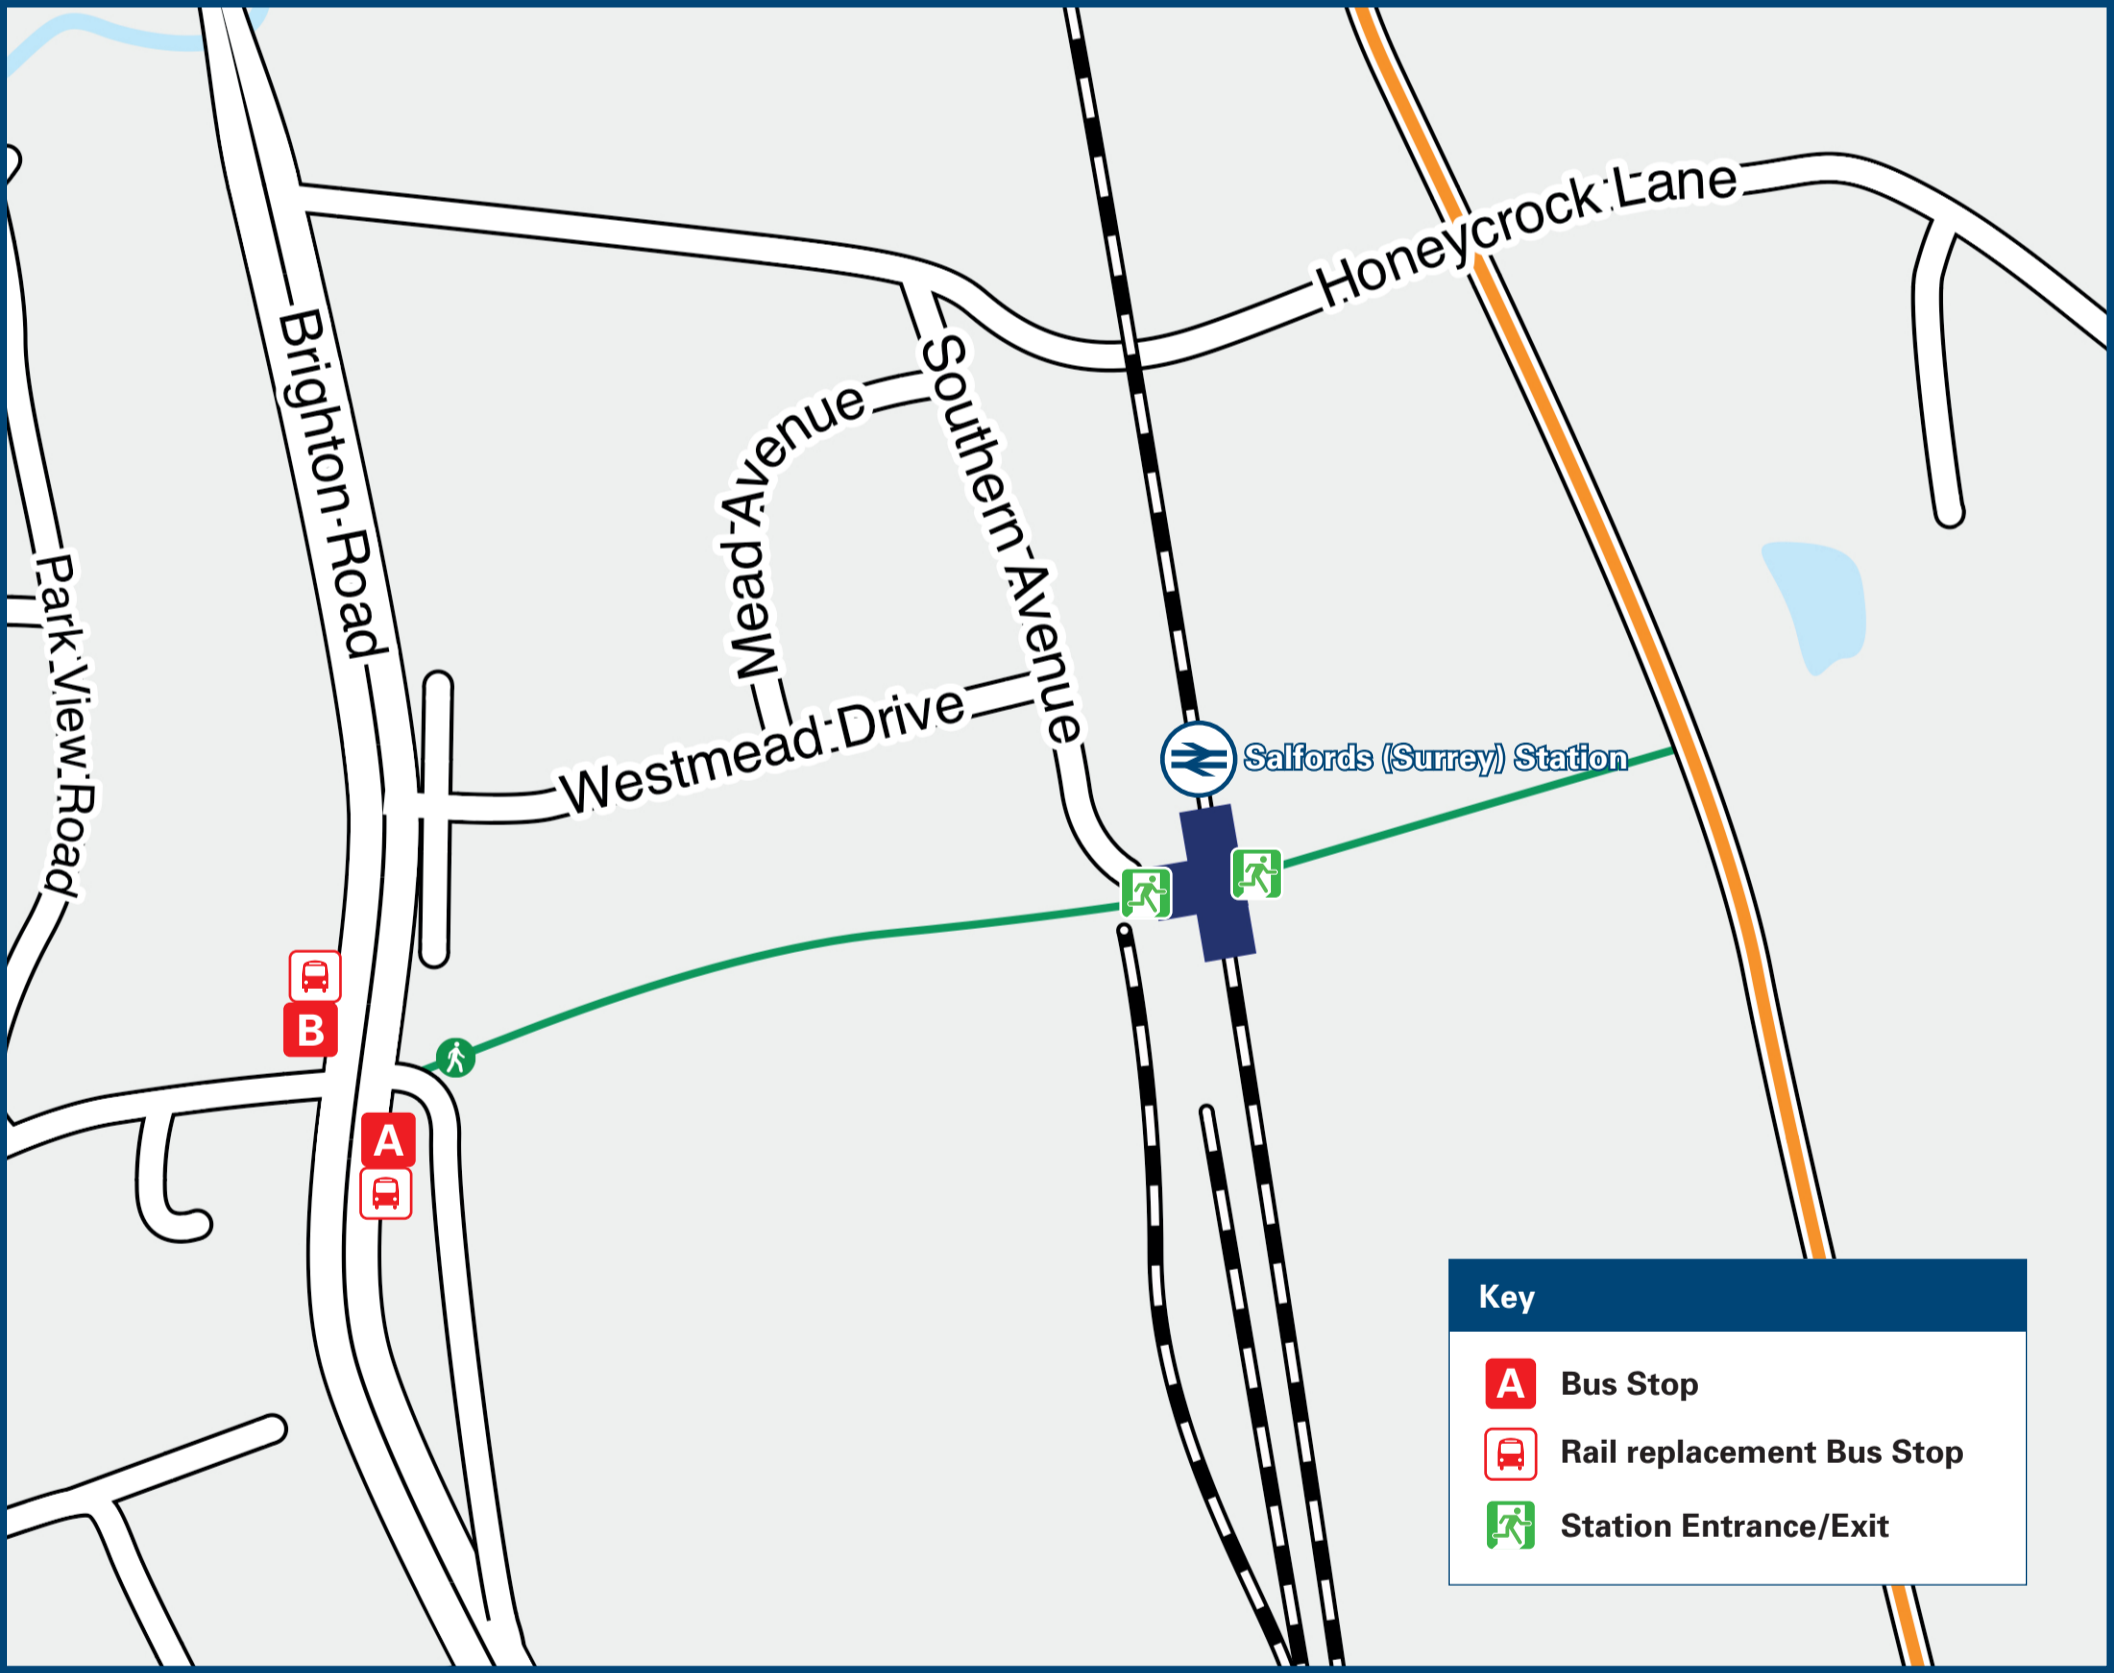 Honeycrock Lane
Brighton Road
Southern Avenue
Mead Avenue
Park View Road
Westmead Drive
Salfords (Surrey) Station
B
A
Key
A Bus Stop
Rail replacement Bus Stop
Station Entrance/Exit